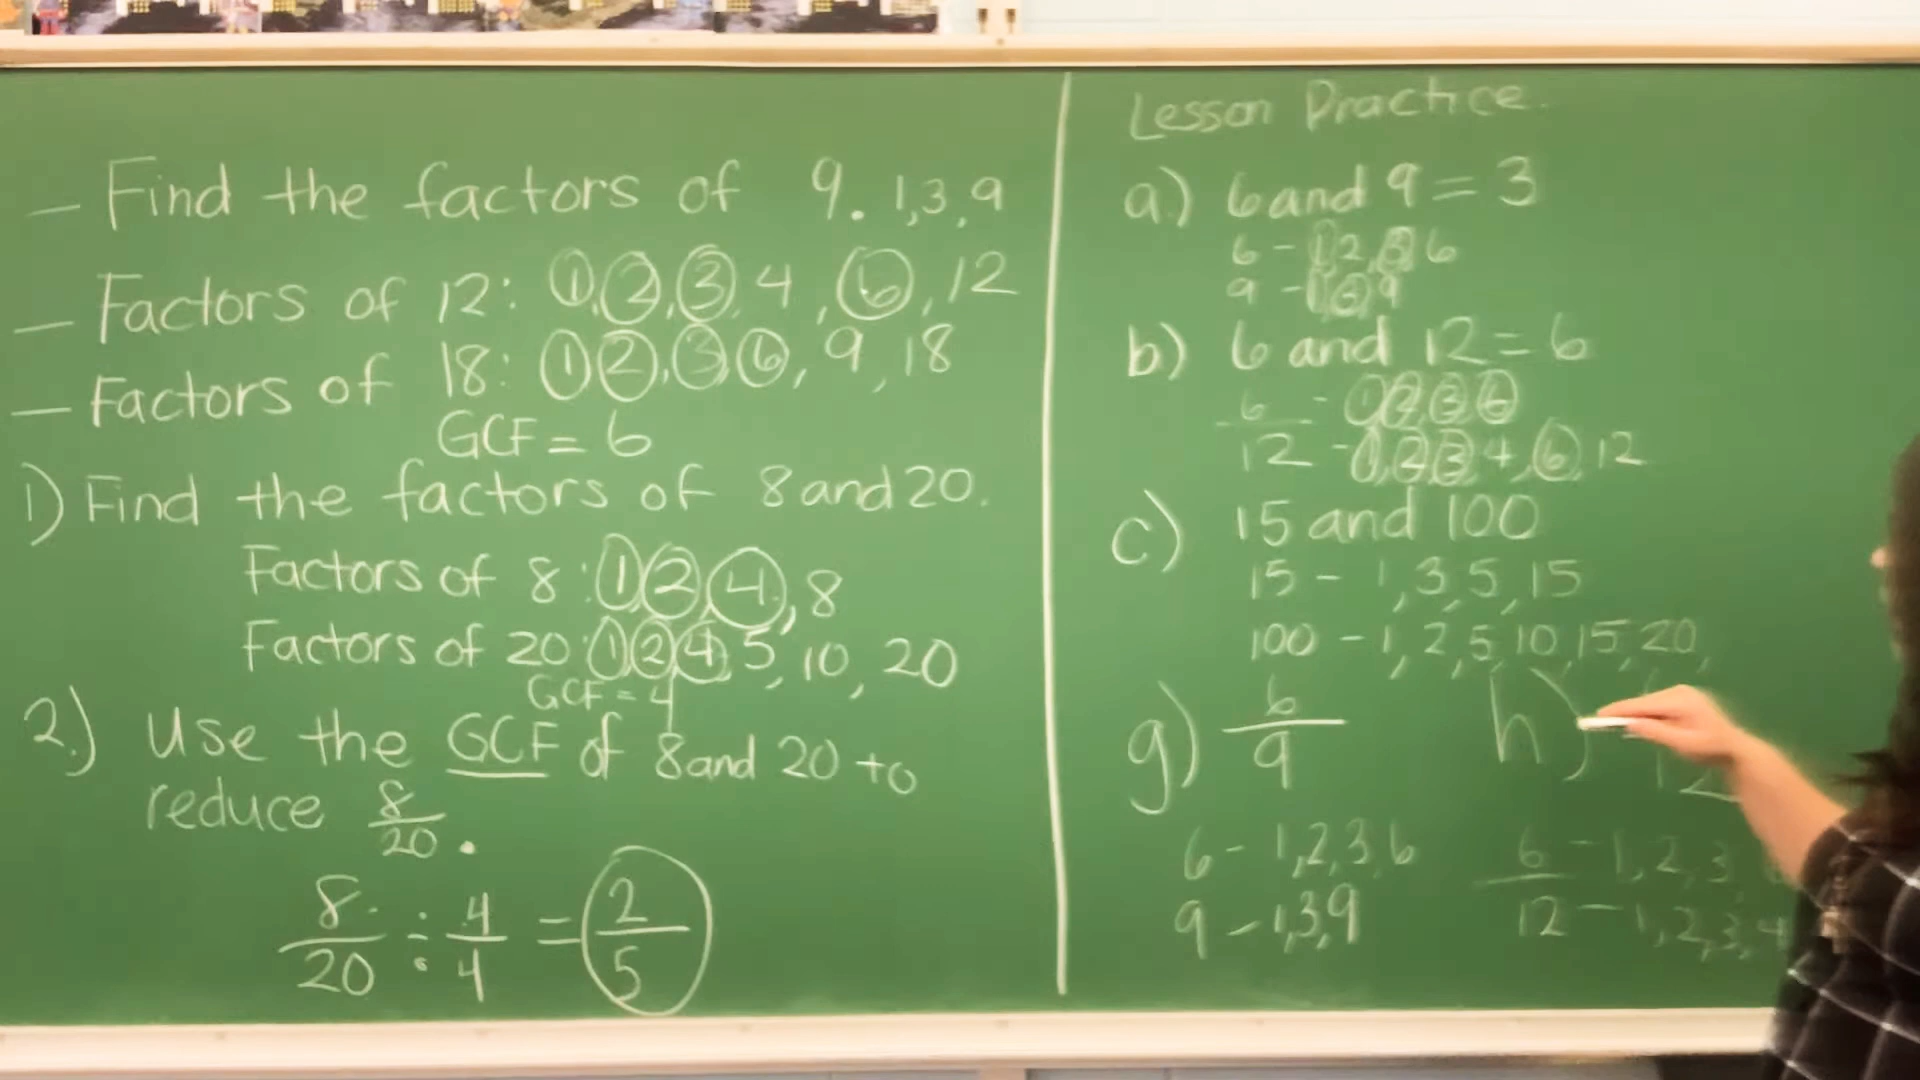 — Find the factors of 9. 1,3,9
— Factors of 12: 1,2,3,4,6,12
— Factors of 18: 1,2,3,6,9,18
GCF = 6
1) Find the factors of 8 and 20.
Factors of 8: 1,2,4,8
Factors of 20: 1,2,4,5,10,20
GCF = 4
2.) Use the GCF of 8 and 20 to
reduce 8/20.
8/20 ÷ 4/4 = 2/5
Lesson Practice
a.) 6 and 9 = 3
6 - 1,2,3,6
9 - 1,3,9
b) 6 and 12 = 6
6 - 1,2,3,6
12 - 1,2,3,4,6,12
c) 15 and 100
15 - 1,3,5,15
100 - 1,2,5,10,15,20,
g) 6/9
6 - 1,2,3,6
9 - 1,3,9
h) 12
6 - 1,2,3,
12 - 1,2,3,4